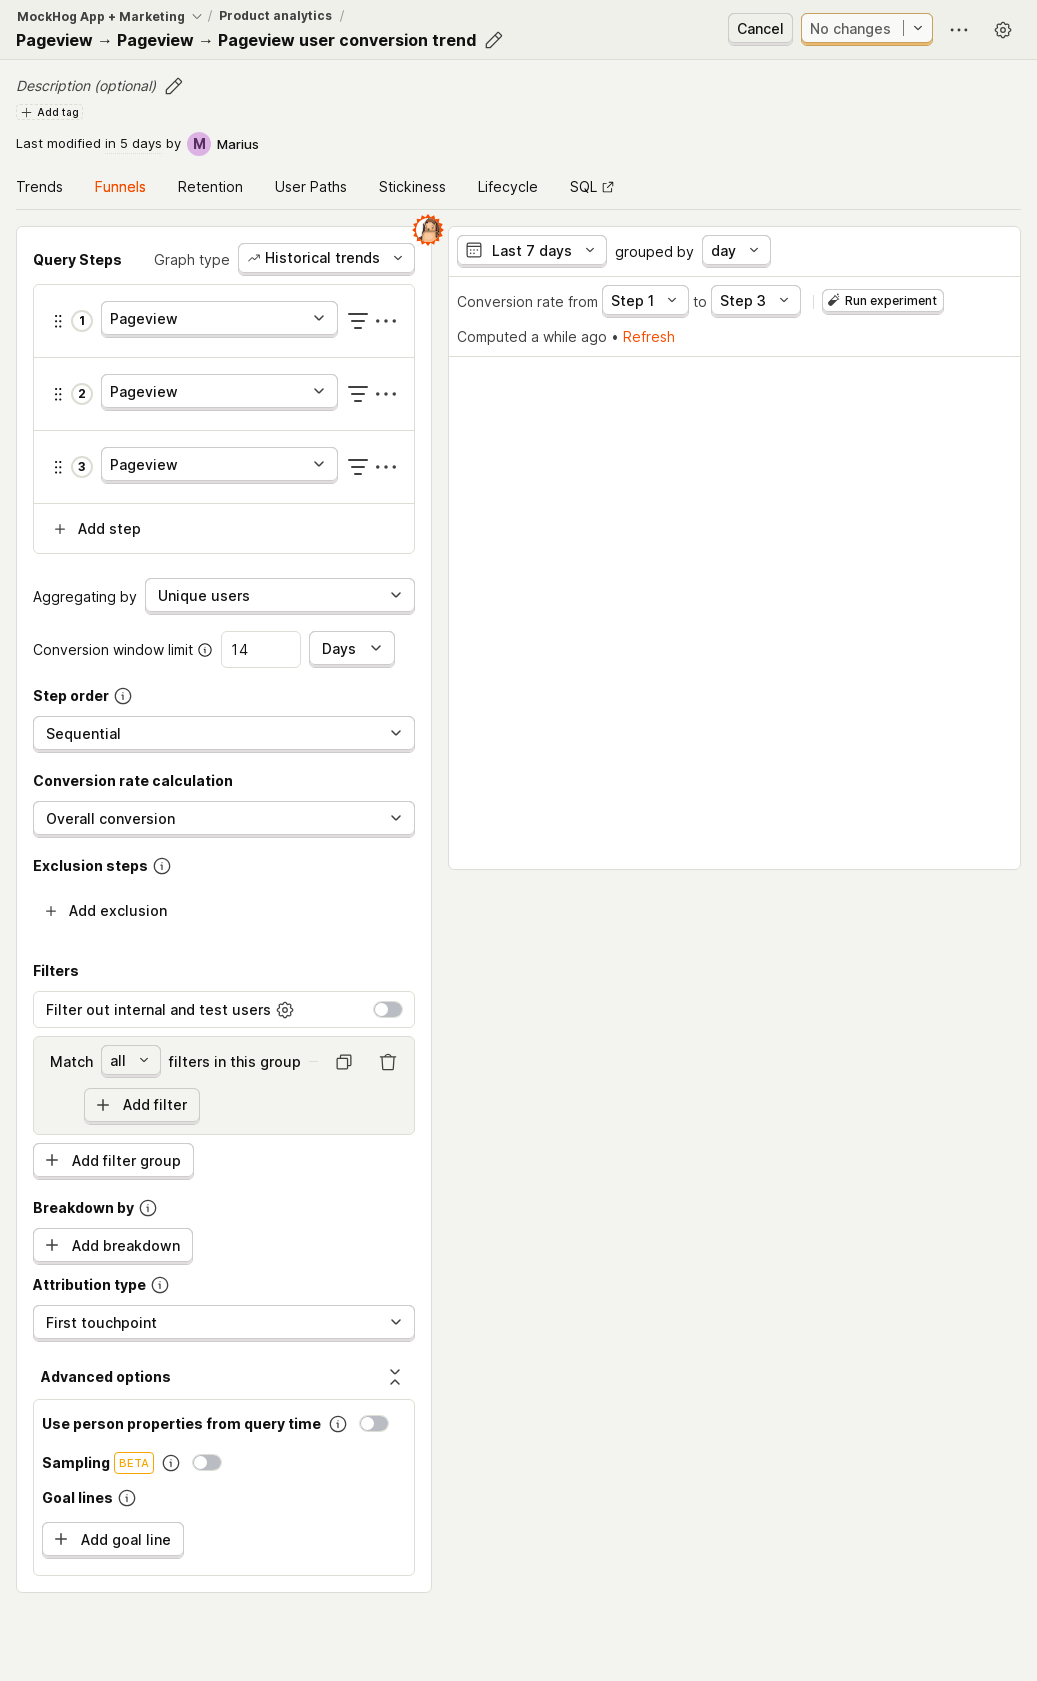 MockHog App + Marketing / Product analytics /
Pageview → Pageview → Pageview user conversion trend
Cancel
No changes
Description (optional)
Add tag
Last modified in 5 days by M Marius
Trends Funnels Retention User Paths Stickiness Lifecycle SQL
Query Steps Graph type Historical trends
1 Pageview
2 Pageview
3 Pageview
Add step
Aggregating by Unique users
Conversion window limit 14 Days
Step order
Sequential
Conversion rate calculation
Overall conversion
Exclusion steps
Add exclusion
Filters
Filter out internal and test users
Match all filters in this group
Add filter
Add filter group
Breakdown by
Add breakdown
Attribution type
First touchpoint
Advanced options
Use person properties from query time
Sampling BETA
Goal lines
Add goal line
Last 7 days grouped by day
Conversion rate from Step 1 to Step 3 Run experiment
Computed a while ago • Refresh